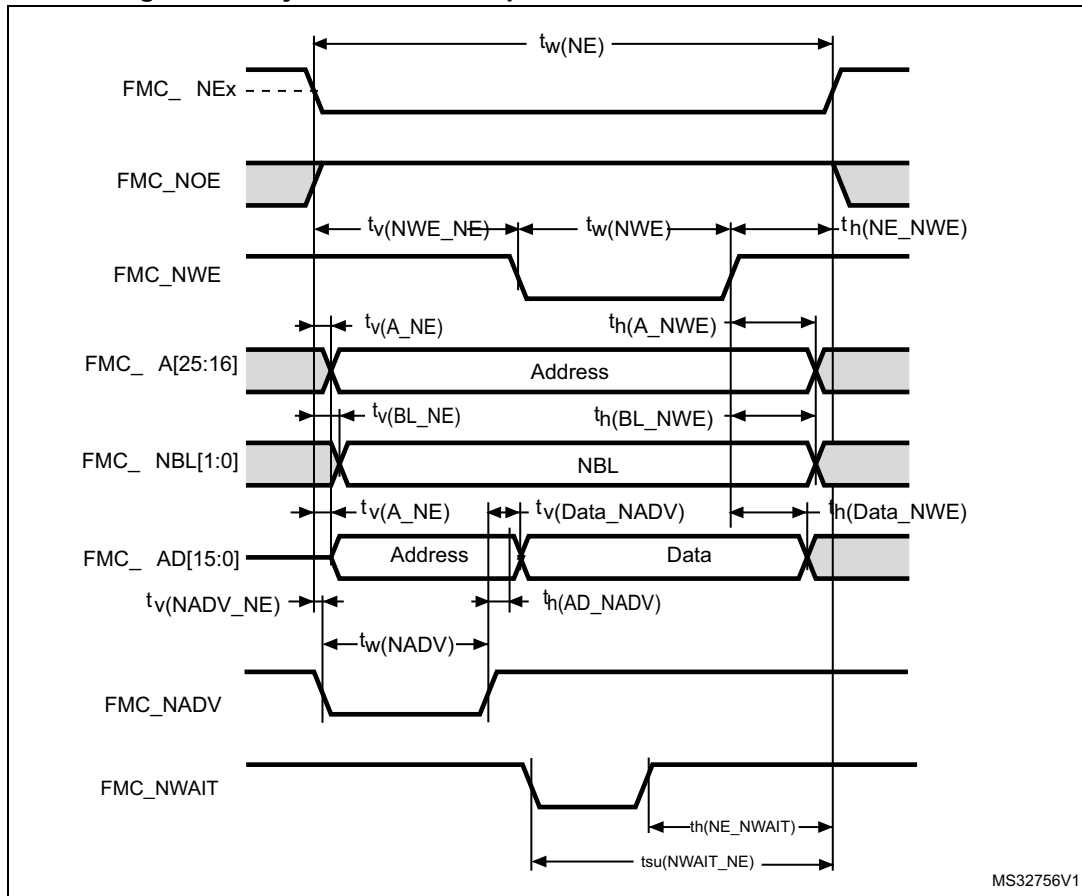 tw(NE)
FMC_ NEx
FMC_NOE
tv(NWE_NE) tw(NWE) th(NE_NWE)
FMC_NWE
tv(A_NE) th(A_NWE)
FMC_ A[25:16] Address
tv(BL_NE) th(BL_NWE)
FMC_ NBL[1:0] NBL
tv(A_NE) tv(Data_NADV) th(Data_NWE)
FMC_ AD[15:0] Address Data
tv(NADV_NE) th(AD_NADV)
tw(NADV)
FMC_NADV
FMC_NWAIT
th(NE_NWAIT)
tsu(NWAIT_NE)
MS32756V1